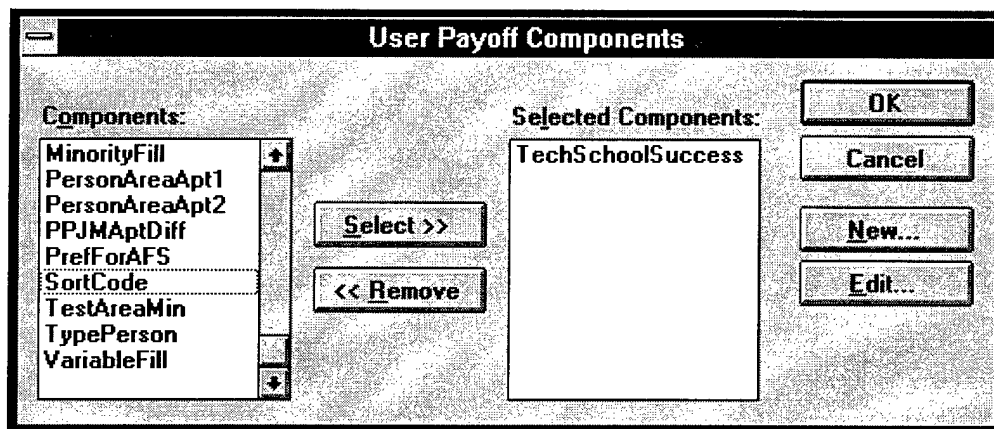 User Payoff Components
Components:
MinorityFill
PersonAreaApt1
PersonAreaApt2
PPJMAptDiff
PrefForAFS
SortCode
TestAreaMin
TypePerson
VariableFill
Select >>
<< Remove
Selected Components:
TechSchoolSuccess
OK
Cancel
New...
Edit...